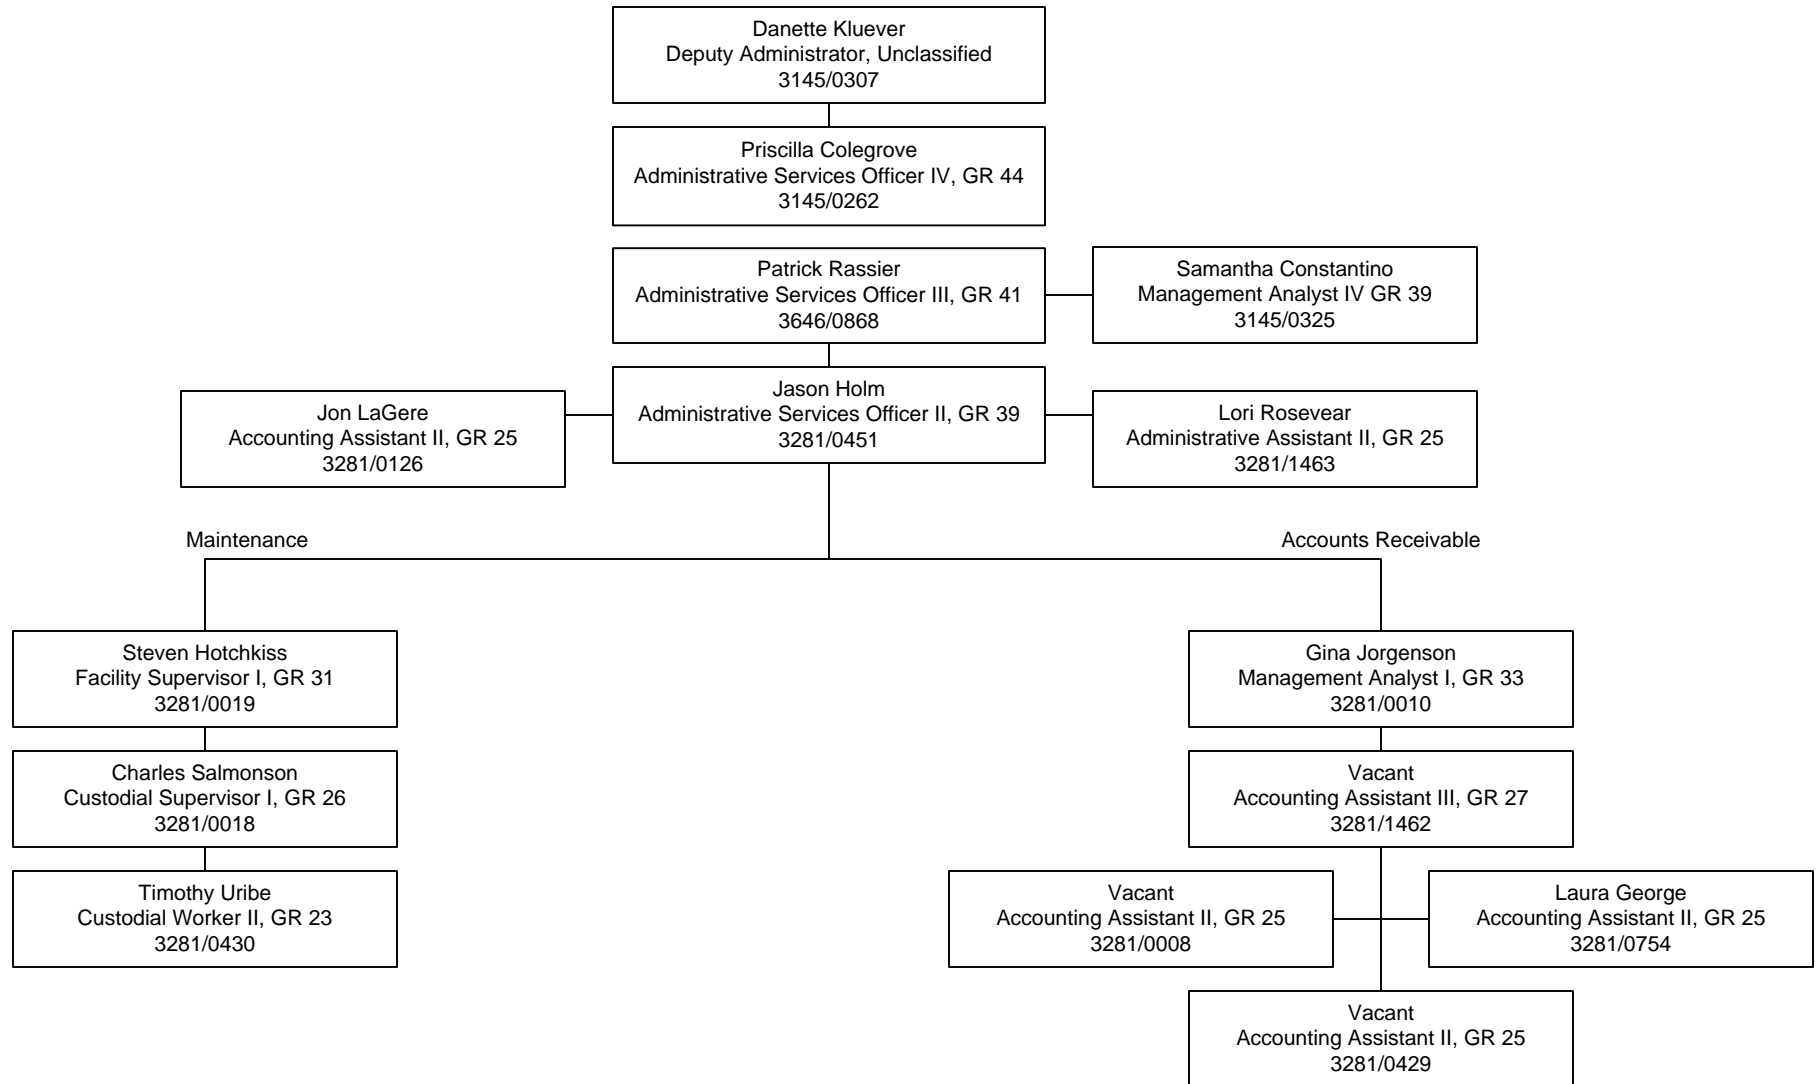 Danette Kluever
Deputy Administrator, Unclassified
3145/0307
Priscilla Colegrove
Administrative Services Officer IV, GR 44
3145/0262
Patrick Rassier
Administrative Services Officer III, GR 41
3646/0868
Samantha Constantino
Management Analyst IV GR 39
3145/0325
Jon LaGere
Accounting Assistant II, GR 25
3281/0126
Jason Holm
Administrative Services Officer II, GR 39
3281/0451
Lori Rosevear
Administrative Assistant II, GR 25
3281/1463
Maintenance
Accounts Receivable
Steven Hotchkiss
Facility Supervisor I, GR 31
3281/0019
Gina Jorgenson
Management Analyst I, GR 33
3281/0010
Charles Salmonson
Custodial Supervisor I, GR 26
3281/0018
Vacant
Accounting Assistant III, GR 27
3281/1462
Timothy Uribe
Custodial Worker II, GR 23
3281/0430
Vacant
Accounting Assistant II, GR 25
3281/0008
Laura George
Accounting Assistant II, GR 25
3281/0754
Vacant
Accounting Assistant II, GR 25
3281/0429